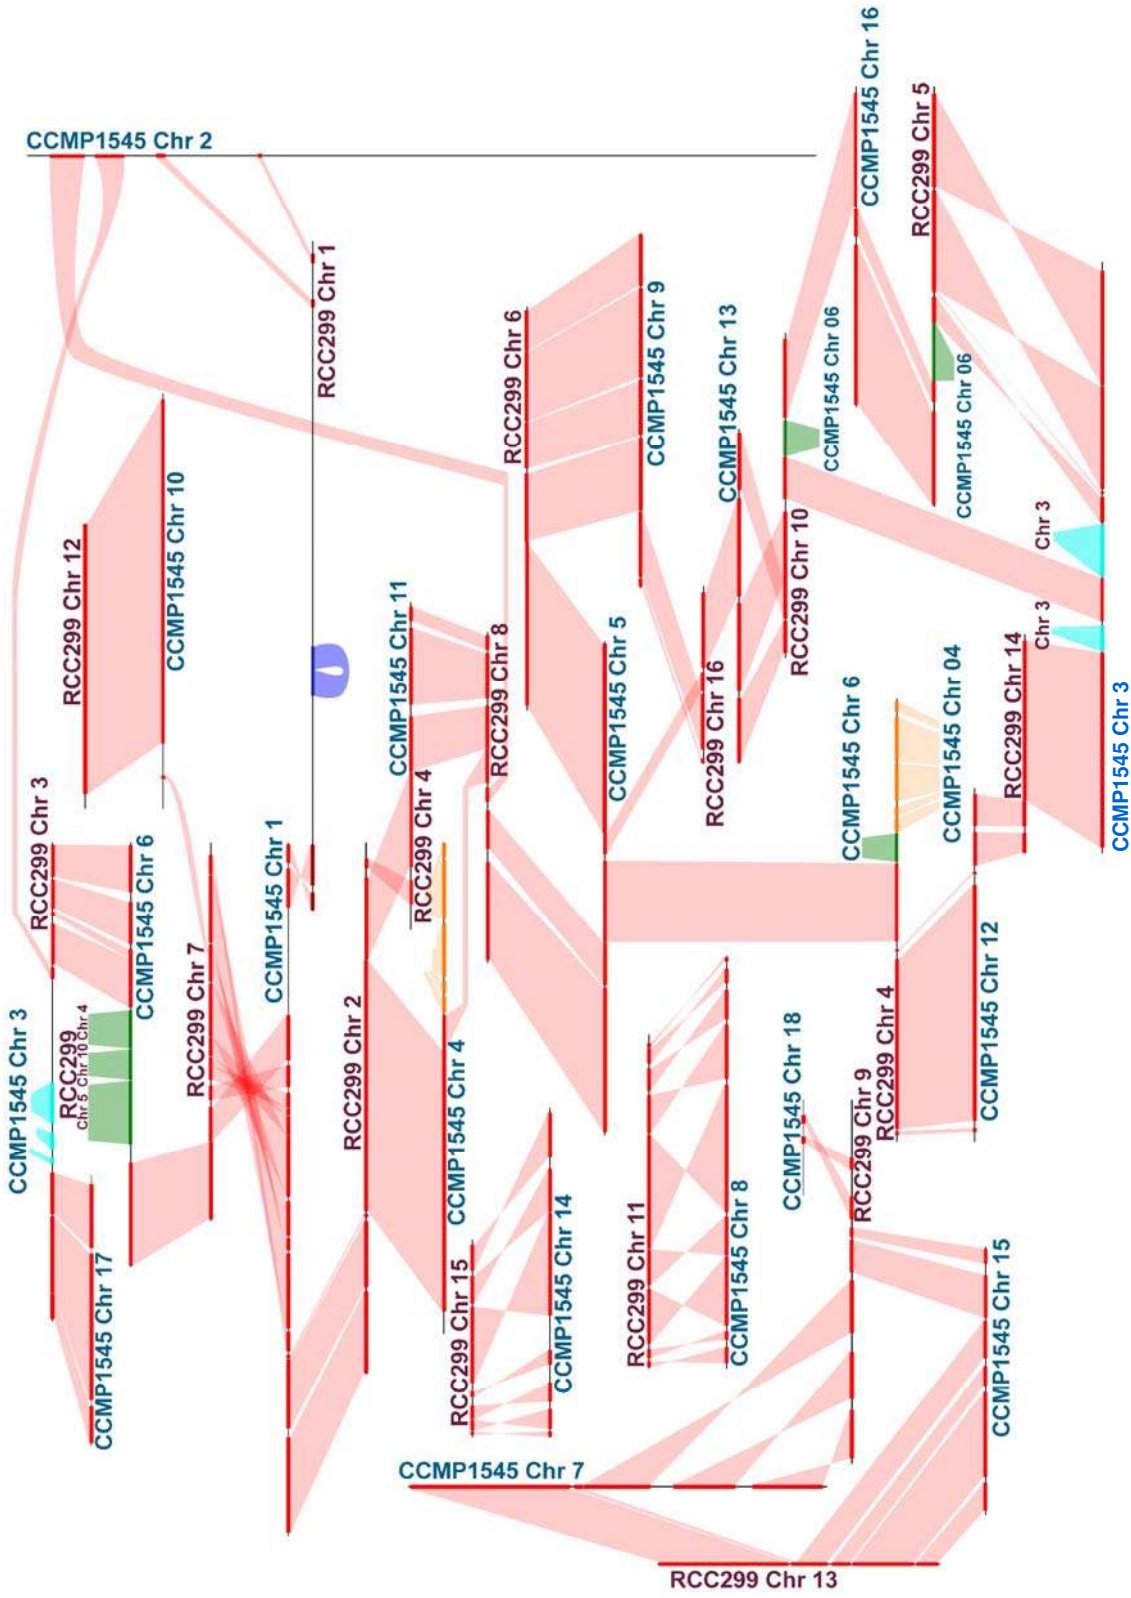 CCMP1545 Chr 16
RCC299 Chr 5
CCMP1545 Chr 2
RCC299 Chr 1
RCC299 Chr 6
CCMP1545 Chr 9
CCMP1545 Chr 13
CCMP1545 Chr 06
CCMP1545 Chr 06
RCC299 Chr 12
CCMP1545 Chr 10
CCMP1545 Chr 11
RCC299 Chr 8
CCMP1545 Chr 5
RCC299 Chr 16
RCC299 Chr 10
Chr 3
Chr 3
RCC299 Chr 14
CCMP1545 Chr 3
CCMP1545 Chr 6
CCMP1545 Chr 04
RCC299 Chr 3
CCMP1545 Chr 6
RCC299 Chr 4
CCMP1545 Chr 1
RCC299 Chr 7
CCMP1545 Chr 3
RCC299
Chr 5 Chr 10 Chr 4
RCC299 Chr 2
CCMP1545 Chr 4
CCMP1545 Chr 17
RCC299 Chr 15
CCMP1545 Chr 14
RCC299 Chr 11
CCMP1545 Chr 8
CCMP1545 Chr 18
RCC299 Chr 9
RCC299 Chr 4
CCMP1545 Chr 12
CCMP1545 Chr 15
CCMP1545 Chr 7
RCC299 Chr 13